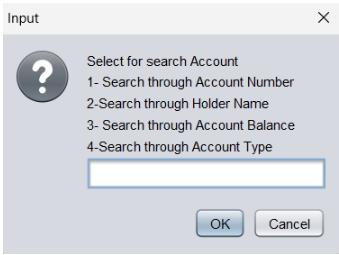 Input
Select for search Account
1- Search through Account Number
2-Search through Holder Name
3- Search through Account Balance
4-Search through Account Type
OK Cancel